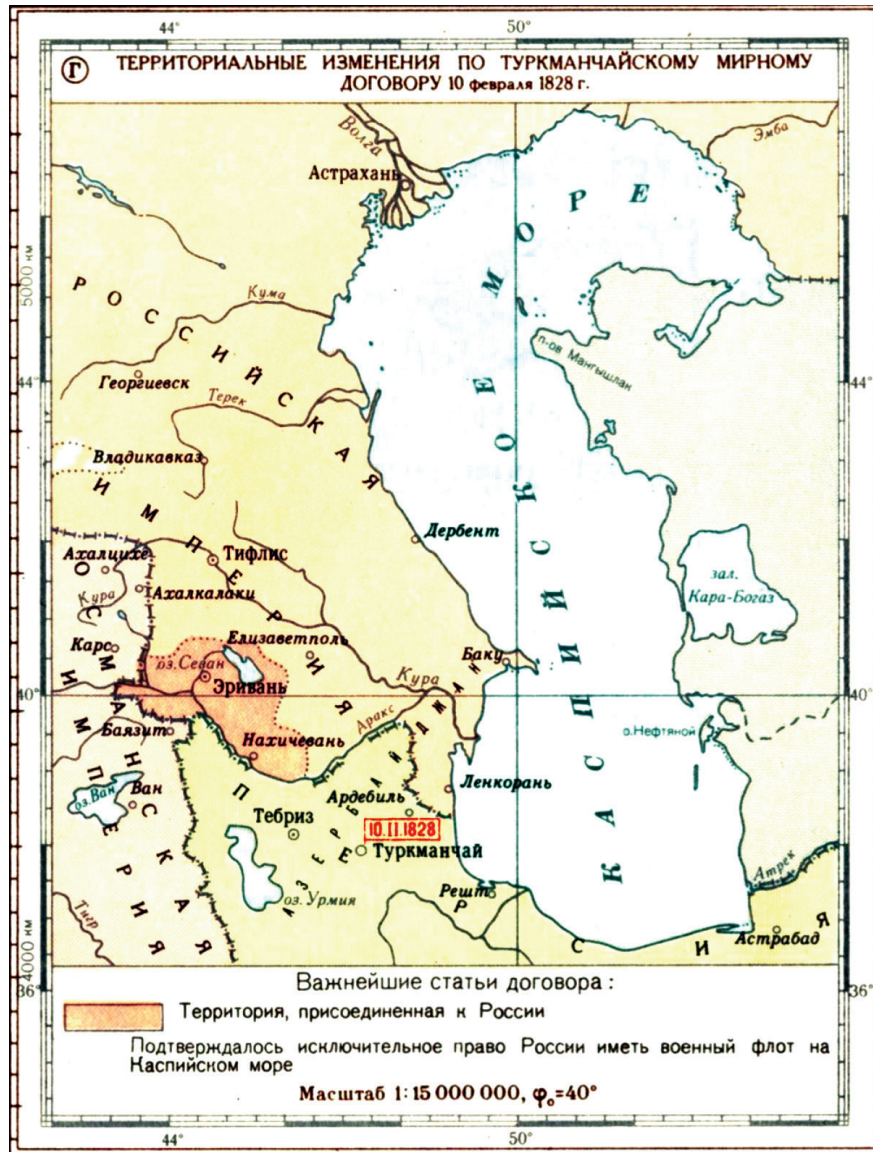 44°
50°
Г
ТЕРРИТОРИАЛЬНЫЕ ИЗМЕНЕНИЯ ПО ТУРКМАНЧАЙСКОМУ МИРНОМУ
ДОГОВОРУ 10 февраля 1828 г.
Волга
Эмба
Астрахань
КАСПИЙСКОЕ МОРЕ
5000 км
РОССИЙСКАЯ ИМПЕРИЯ
Кума
п-ов Мангышлак
Георгиевск
44°
44°
Терек
Владикавказ
Дербент
Ахалцихе
Тифлис
зал.
Кара-Богаз
Кура
Ахалкалаки
ОСМАНСКАЯ ИМПЕРИЯ
Карс
Елизаветполь
оз.Севан
Баку
Эривань
Кура
40°
40°
Аракс
Баязит
о.Нефтяной
Нахичевань
АЗЕРБАЙДЖАН
Ленкорань
оз.Ван
Ван
Ардебиль
Тебриз
10.II.1828
Туркманчай
ПЕРСИЯ
Атрек
оз.Урмия
Решт
Тигр
Астрабад
4000 км
36°
36°
Важнейшие статьи договора :
Территория, присоединенная к России
Подтверждалось исключительное право России иметь военный флот на
Каспийском море
Масштаб 1: 15 000 000, φ₀=40°
44°
50°